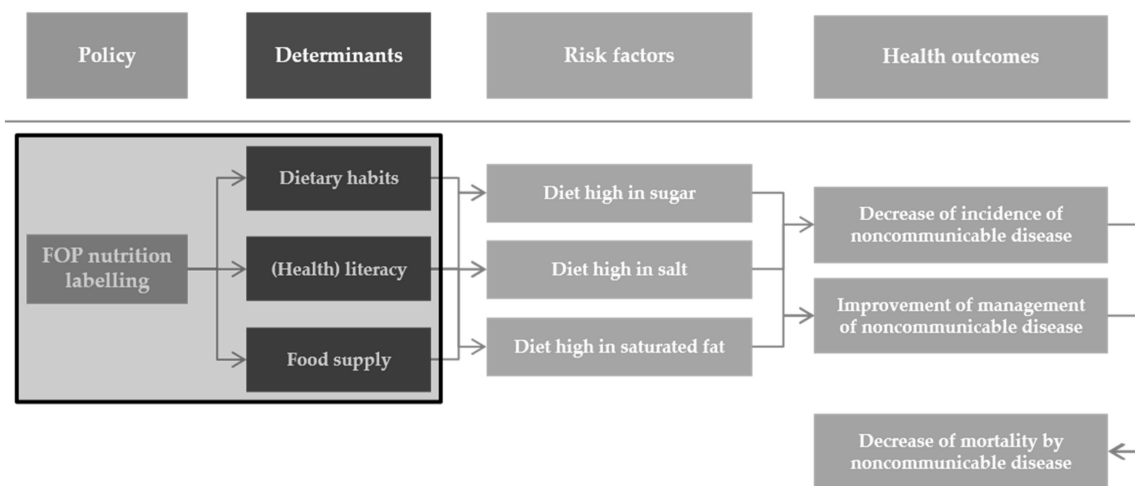 Policy
Determinants
Risk factors
Health outcomes
Dietary habits
Diet high in sugar
Decrease of incidence of
noncommunicable disease
FOP nutrition
labelling
(Health) literacy
Diet high in salt
Improvement of management
of noncommunicable disease
Food supply
Diet high in saturated fat
Decrease of mortality by
noncommunicable disease